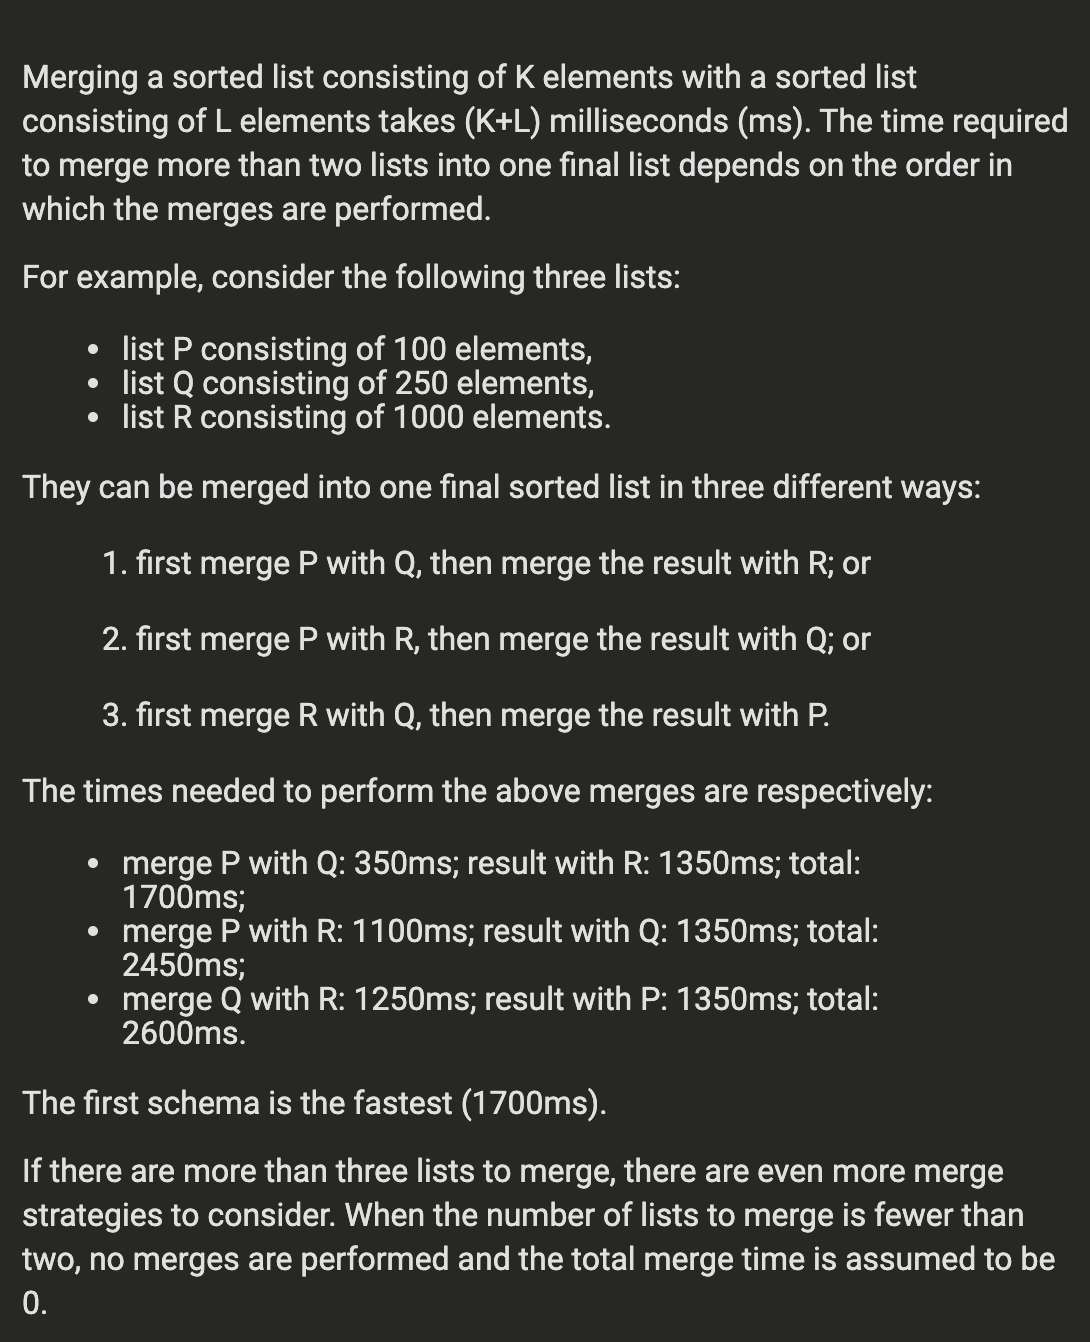 Merging a sorted list consisting of K elements with a sorted list
consisting of L elements takes (K+L) milliseconds (ms). The time required
to merge more than two lists into one final list depends on the order in
which the merges are performed.
For example, consider the following three lists:
• list P consisting of 100 elements,
• list Q consisting of 250 elements,
• list R consisting of 1000 elements.
They can be merged into one final sorted list in three different ways:
1. first merge P with Q, then merge the result with R; or
2. first merge P with R, then merge the result with Q; or
3. first merge R with Q, then merge the result with P.
The times needed to perform the above merges are respectively:
• merge P with Q: 350ms; result with R: 1350ms; total:
1700ms;
• merge P with R: 1100ms; result with Q: 1350ms; total:
2450ms;
• merge Q with R: 1250ms; result with P: 1350ms; total:
2600ms.
The first schema is the fastest (1700ms).
If there are more than three lists to merge, there are even more merge
strategies to consider. When the number of lists to merge is fewer than
two, no merges are performed and the total merge time is assumed to be
0.